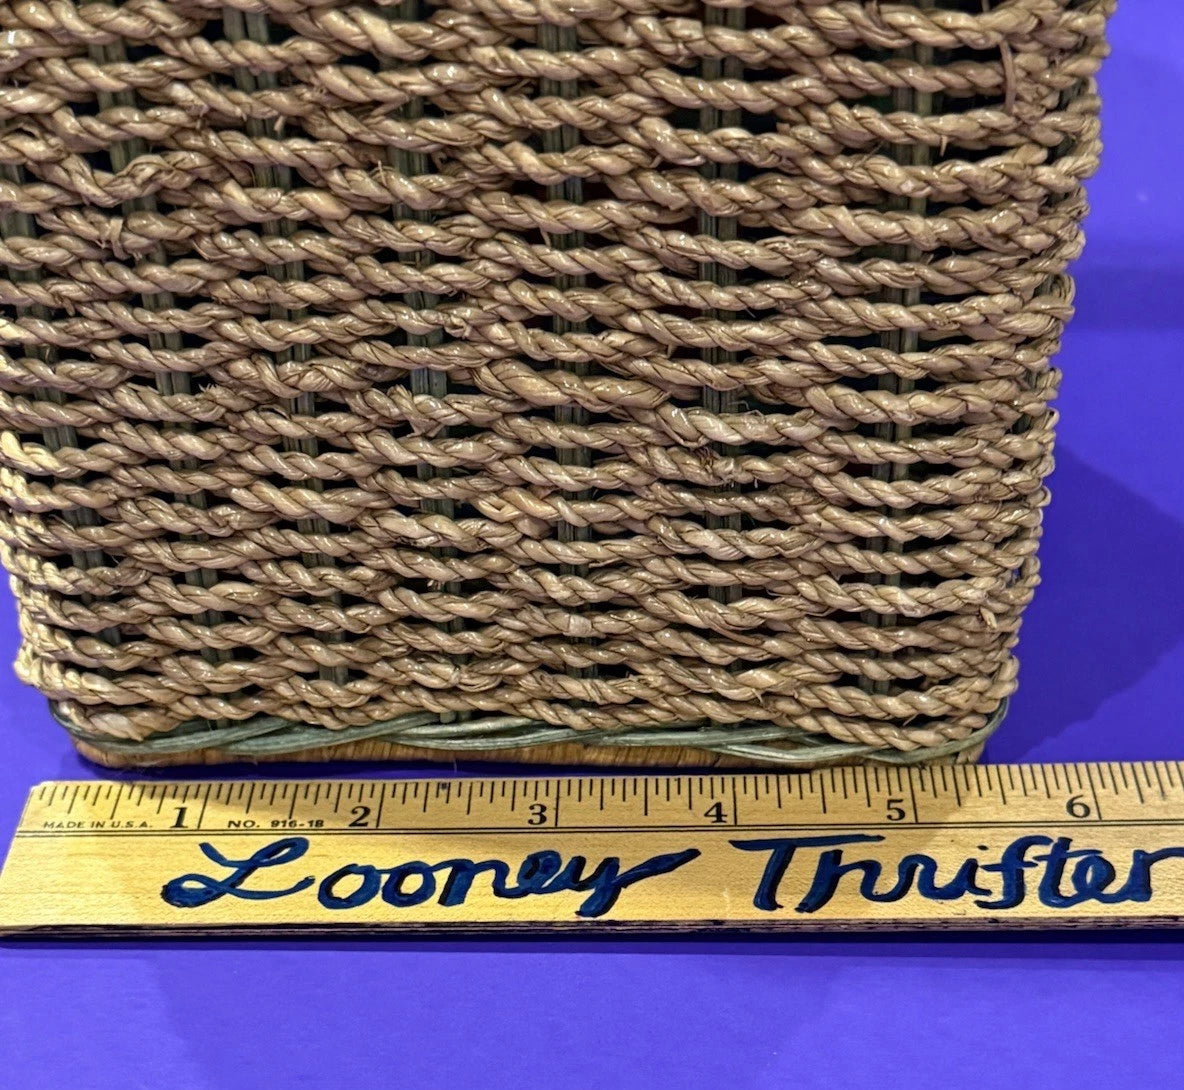 1 2 3 4 5 6
MADE IN U.S.A. NO. 916-18
Looney Thrifter